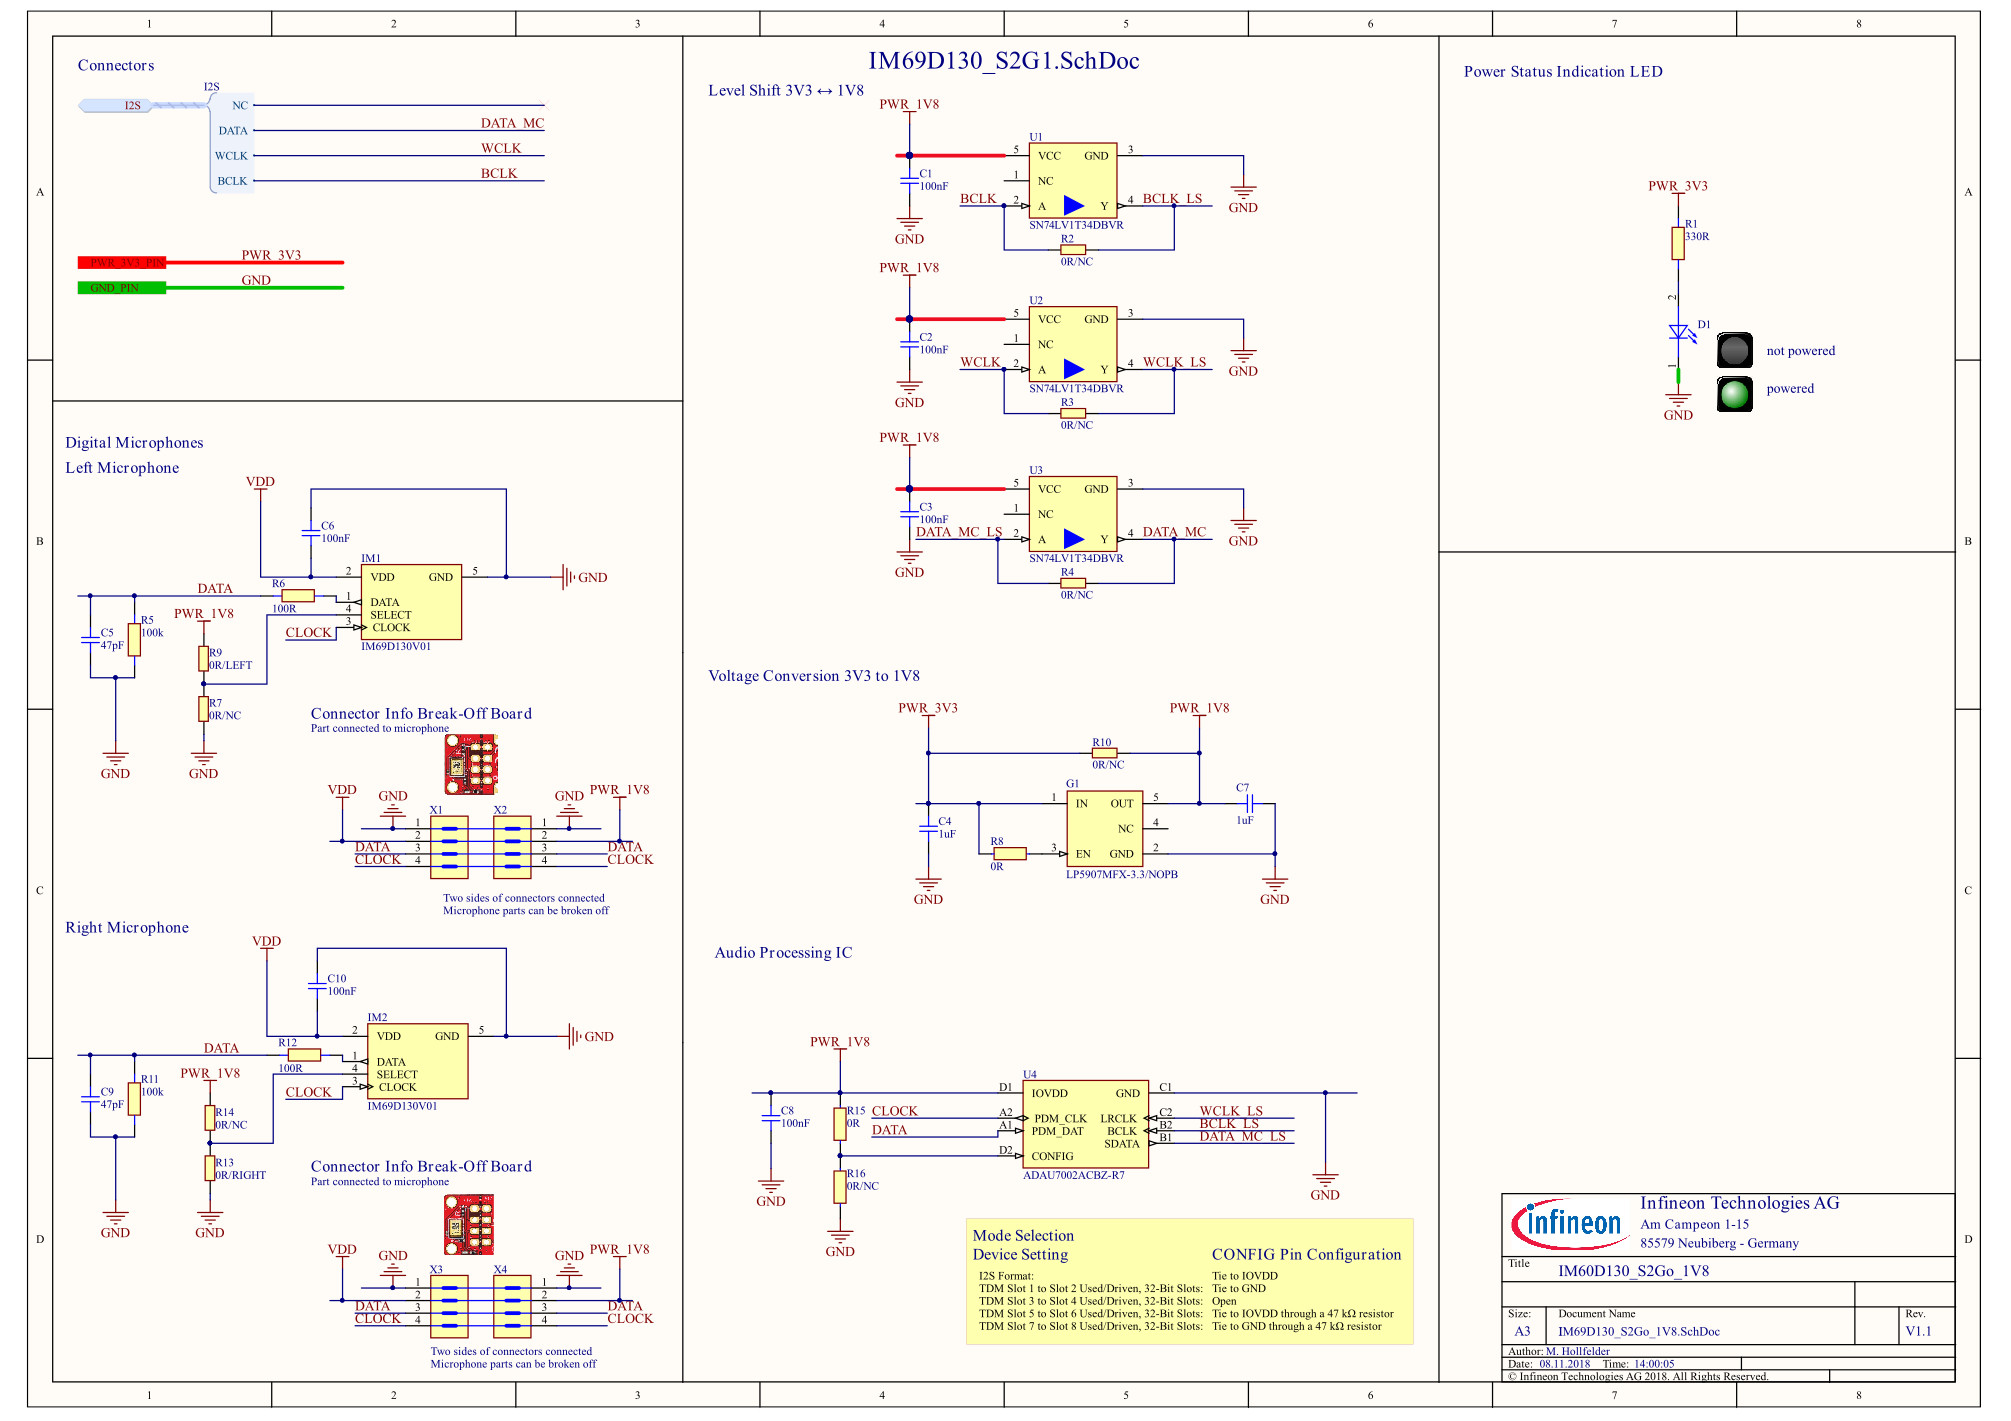 1 2 3 4 5 6 7 8
A
B
C
D
Connectors
I2S
I2S
NC
DATA
DATA_MC
WCLK
WCLK
BCLK
BCLK
PWR_3V3_PIN
PWR_3V3
GND_PIN
GND
Digital Microphones
Left Microphone
VDD
C6
100nF
IM1
2 VDD GND 5
GND
DATA
R6
100R
1 DATA
4 SELECT
3 CLOCK
CLOCK
IM69D130V01
C5
47pF
R5
100k
PWR_1V8
R9
0R/LEFT
R7
0R/NC
GND
GND
Connector Info Break-Off Board
Part connected to microphone
VDD
GND
X1
X2
GND
PWR_1V8
1 1
2 2
DATA 3 3 DATA
CLOCK 4 4 CLOCK
Two sides of connectors connected
Microphone parts can be broken off
Right Microphone
VDD
C10
100nF
IM2
2 VDD GND 5
GND
DATA
R12
100R
1 DATA
4 SELECT
3 CLOCK
CLOCK
IM69D130V01
C9
47pF
R11
100k
PWR_1V8
R14
0R/NC
R13
0R/RIGHT
GND
GND
Connector Info Break-Off Board
Part connected to microphone
VDD
GND
X3
X4
GND
PWR_1V8
1 1
2 2
DATA 3 3 DATA
CLOCK 4 4 CLOCK
Two sides of connectors connected
Microphone parts can be broken off
IM69D130_S2G1.SchDoc
Level Shift 3V3 ↔ 1V8
PWR_1V8
U1
5 VCC GND 3
C1
100nF
1 NC
BCLK 2 A Y 4 BCLK_LS
SN74LV1T34DBVR
R2
0R/NC
GND
GND
PWR_1V8
U2
5 VCC GND 3
C2
100nF
1 NC
WCLK 2 A Y 4 WCLK_LS
SN74LV1T34DBVR
R3
0R/NC
GND
GND
PWR_1V8
U3
5 VCC GND 3
C3
100nF
1 NC
DATA_MC_LS 2 A Y 4 DATA_MC
SN74LV1T34DBVR
R4
0R/NC
GND
GND
Voltage Conversion 3V3 to 1V8
PWR_3V3
PWR_1V8
R10
0R/NC
G1
1 IN OUT 5
C7
1uF
C4
1uF
NC 4
R8
0R
3 EN GND 2
LP5907MFX-3.3/NOPB
GND
GND
Audio Processing IC
PWR_1V8
U4
D1 IOVDD GND C1
C8
100nF
R15
0R
CLOCK A2 PDM_CLK LRCLK C2 WCLK_LS
DATA A1 PDM_DAT BCLK B2 BCLK_LS
SDATA B1 DATA_MC_LS
D2 CONFIG
ADAU7002ACBZ-R7
R16
0R/NC
GND
GND
GND
Mode Selection
Device Setting CONFIG Pin Configuration
I2S Format: Tie to IOVDD
TDM Slot 1 to Slot 2 Used/Driven, 32-Bit Slots: Tie to GND
TDM Slot 3 to Slot 4 Used/Driven, 32-Bit Slots: Open
TDM Slot 5 to Slot 6 Used/Driven, 32-Bit Slots: Tie to IOVDD through a 47 kΩ resistor
TDM Slot 7 to Slot 8 Used/Driven, 32-Bit Slots: Tie to GND through a 47 kΩ resistor
Power Status Indication LED
PWR_3V3
R1
330R
2
D1
1
GND
not powered
powered
infineon
Infineon Technologies AG
Am Campeon 1-15
85579 Neubiberg - Germany
Title
IM60D130_S2Go_1V8
Size: Document Name Rev.
A3 IM69D130_S2Go_1V8.SchDoc V1.1
Author: M. Hollfelder
Date: 08.11.2018 Time: 14:00:05
© Infineon Technologies AG 2018. All Rights Reserved.
A
B
C
D
1 2 3 4 5 6 7 8